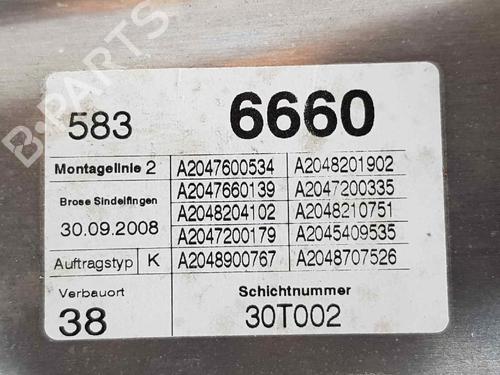 583 6660
Montagelinie 2 A2047600534 A2048201902
Brose Sindelfingen A2047660139 A2047200335
30.09.2008 A2048204102 A2048210751
A2047200179 A2045409535
Auftragstyp K A2048900767 A2048707526
Verbauort Schichtnummer
38 30T002
B-PARTS